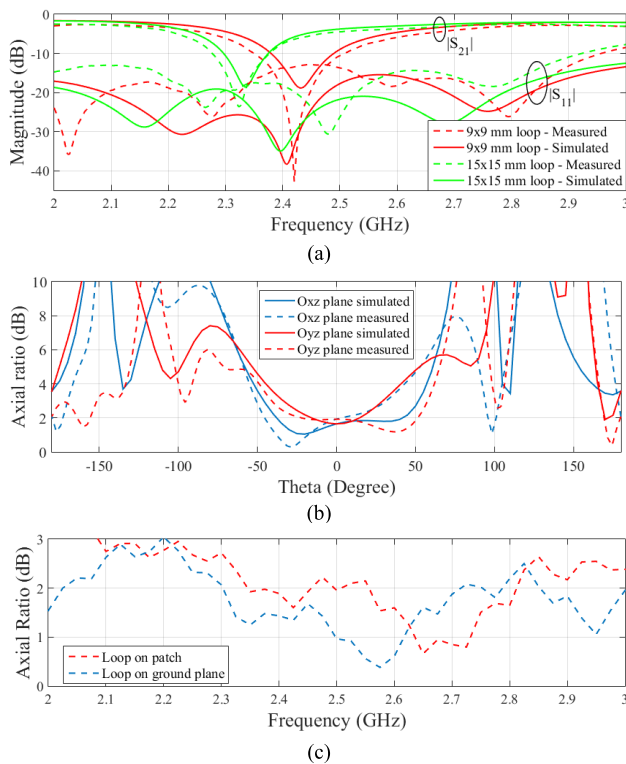 0
-10
-20
-30
-40
Magnitude (dB)
|S21|
|S11|
9x9 mm loop - Measured
9x9 mm loop - Simulated
15x15 mm loop - Measured
15x15 mm loop - Simulated
2 2.1 2.2 2.3 2.4 2.5 2.6 2.7 2.8 2.9 3
Frequency (GHz)
(a)
10
8
6
4
2
0
Axial ratio (dB)
Oxz plane simulated
Oxz plane measured
Oyz plane simulated
Oyz plane measured
-150 -100 -50 0 50 100 150
Theta (Degree)
(b)
3
2
1
0
Axial Ratio (dB)
Loop on patch
Loop on ground plane
2 2.1 2.2 2.3 2.4 2.5 2.6 2.7 2.8 2.9 3
Frequency (GHz)
(c)